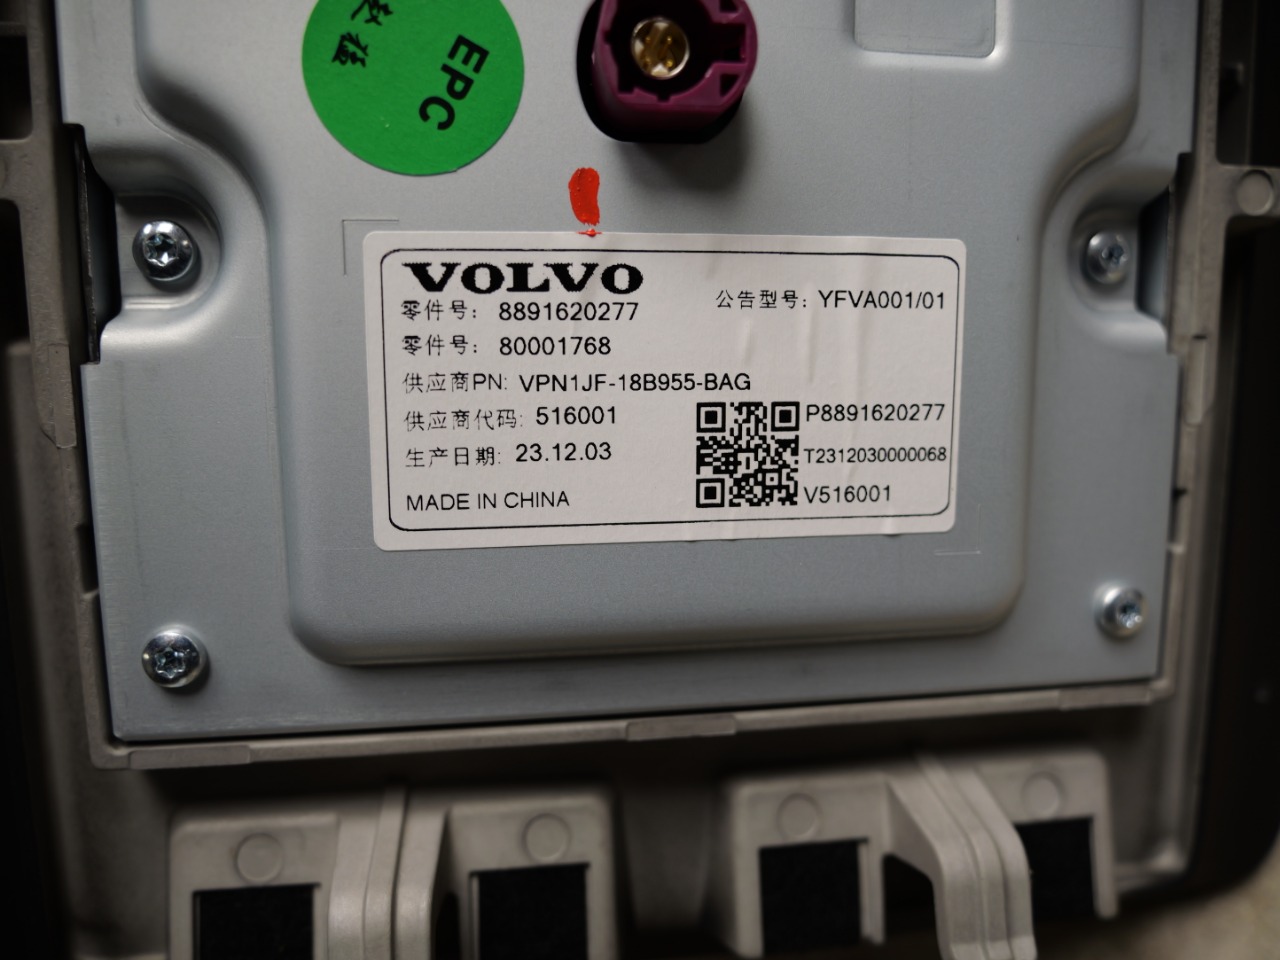 EPC
VOLVO
零件号: 8891620277
公告型号: YFVA001/01
零件号: 80001768
供应商PN: VPN1JF-18B955-BAG
供应商代码: 516001
P8891620277
生产日期: 23.12.03
T2312030000068
MADE IN CHINA
V516001